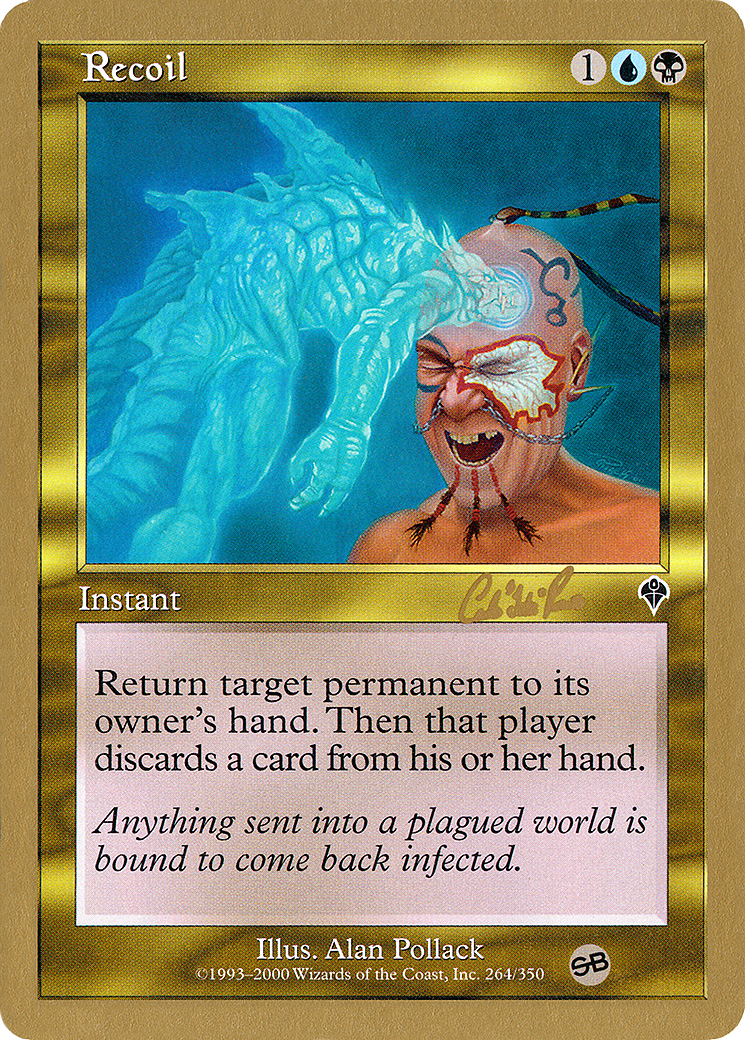 Recoil 1
Instant
Return target permanent to its
owner's hand. Then that player
discards a card from his or her hand.
Anything sent into a plagued world is
bound to come back infected.
Illus. Alan Pollack
©1993–2000 Wizards of the Coast, Inc. 264/350
SB